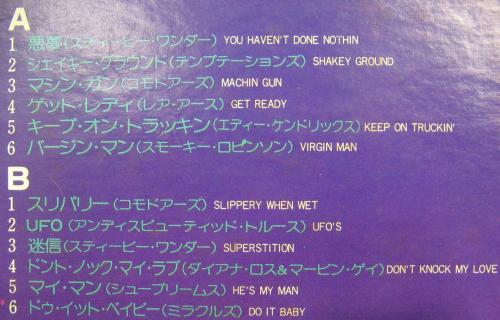 A
1 悪夢(スティービー・ワンダー) YOU HAVEN'T DONE NOTHIN
2 シェイキー・グラウンド(テンプテーションズ) SHAKEY GROUND
3 マシン・ガン(コモドアーズ) MACHIN GUN
4 ゲット・レディ(レア・アース) GET READY
5 キープ・オン・トラッキン(エディー・ケンドリックス) KEEP ON TRUCKIN'
6 バージン・マン(スモーキー・ロビンソン) VIRGIN MAN
B
1 スリパリー(コモドアーズ) SLIPPERY WHEN WET
2 UFO(アンディスピューティッド・トルース) UFO'S
3 迷信(スティービー・ワンダー) SUPERSTITION
4 ドント・ノック・マイ・ラブ(ダイアナ・ロス&マービン・ゲイ) DON'T KNOCK MY LOVE
5 マイ・マン(シュープリームス) HE'S MY MAN
6 ドゥ・イット・ベイビー(ミラクルズ) DO IT BABY